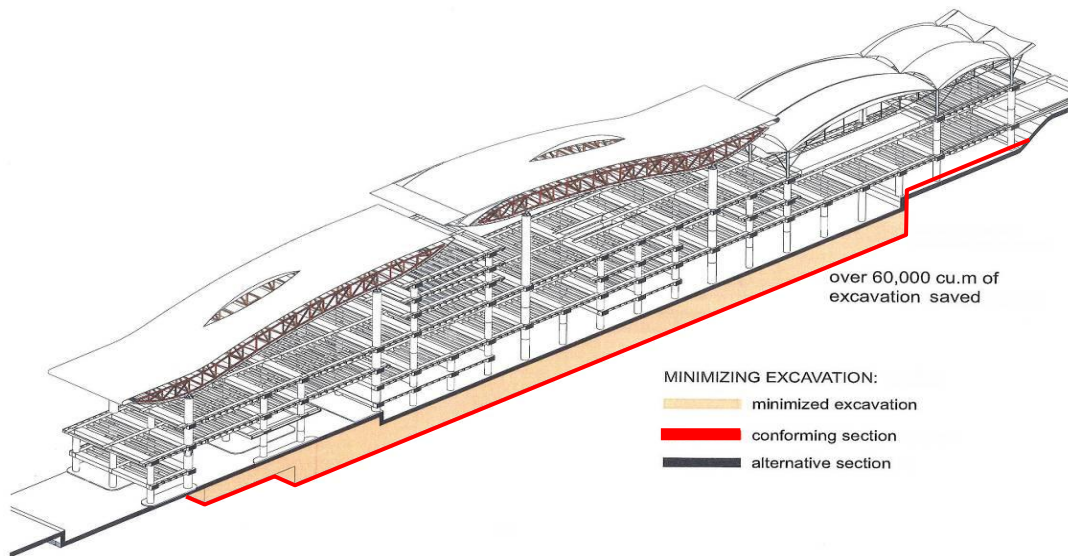 over 60,000 cu.m of
excavation saved
MINIMIZING EXCAVATION:
minimized excavation
conforming section
alternative section